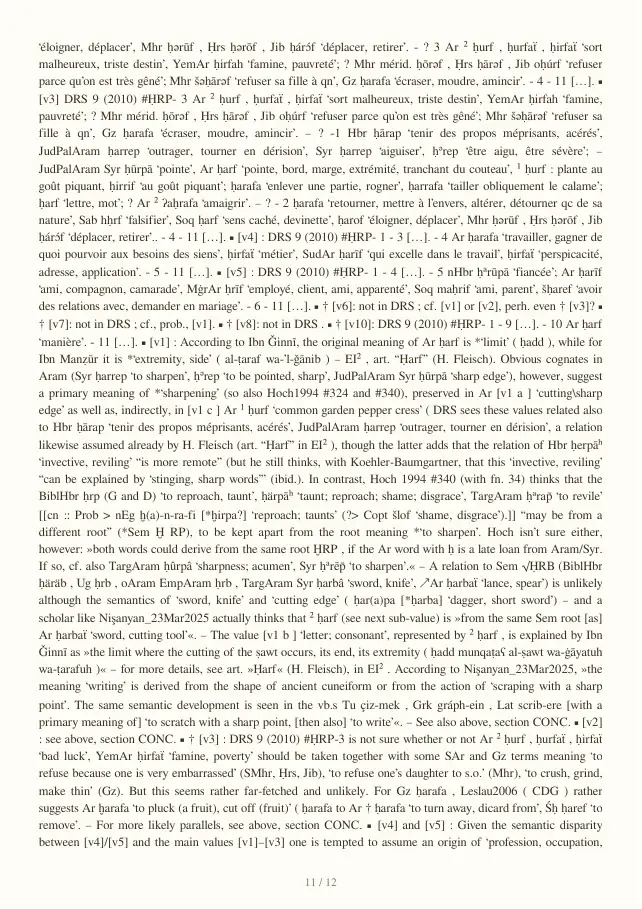 ‘éloigner, déplacer’, Mhr ḥərūf , Ḥrs ḥərōf , Jib ḥárɔ́f ‘déplacer, retirer’. - ? 3 Ar ² ḥurf , ḥurfaẗ , ḥirfaẗ ‘sort
malheureux, triste destin’, YemAr ḥirfah ‘famine, pauvreté’; ? Mhr mérid. ḥōrəf , Ḥrs ḥārəf , Jib oḥúrf ‘refuser
parce qu’on est très gêné’; Mhr šəḥārəf ‘refuser sa fille à qn’, Gz ḥarafa ‘écraser, moudre, amincir’. - 4 - 11 […]. ▪
[v3] DRS 9 (2010) #ḤRP- 3 Ar ² ḥurf , ḥurfaẗ , ḥirfaẗ ‘sort malheureux, triste destin’, YemAr ḥirfah ‘famine,
pauvreté’; ? Mhr mérid. ḥōrəf , Ḥrs ḥārəf , Jib oḥúrf ‘refuser parce qu’on est très gêné’; Mhr šəḥārəf ‘refuser sa
fille à qn’, Gz ḥarafa ‘écraser, moudre, amincir’. – ? -1 Hbr ḥārap ‘tenir des propos méprisants, acérés’,
JudPalAram ḥarrep ‘outrager, tourner en dérision’, Syr ḥarrep ‘aiguiser’, ḥᵊrep ‘être aigu, être sévère’; –
JudPalAram Syr ḥūrpā ‘pointe’, Ar ḥarf ‘pointe, bord, marge, extrémité, tranchant du couteau’, ¹ ḥurf : plante au
goût piquant, ḥirrif ‘au goût piquant’; ḥarafa ‘enlever une partie, rogner’, ḥarrafa ‘tailler obliquement le calame’;
ḥarf ‘lettre, mot’; ? Ar ² ʔaḥrafa ‘amaigrir’. – ? - 2 ḥarafa ‘retourner, mettre à l’envers, altérer, détourner qc de sa
nature’, Sab hḥrf ‘falsifier’, Soq ḥarf ‘sens caché, devinette’, ḥarof ‘éloigner, déplacer’, Mhr ḥərūf , Ḥrs ḥərōf , Jib
ḥárɔ́f ‘déplacer, retirer’.. - 4 - 11 […]. ▪ [v4] : DRS 9 (2010) #ḤRP- 1 - 3 […]. - 4 Ar ḥarafa ‘travailler, gagner de
quoi pourvoir aux besoins des siens’, ḥirfaẗ ‘métier’, SudAr ḥarīf ‘qui excelle dans le travail’, ḥirfaẗ ‘perspicacité,
adresse, application’. - 5 - 11 […]. ▪ [v5] : DRS 9 (2010) #ḤRP- 1 - 4 […]. - 5 nHbr ḥᵃrūpā ‘fiancée’; Ar ḥarīf
‘ami, compagnon, camarade’, MġrAr ḥrīf ‘employé, client, ami, apparenté’, Soq maḥrif ‘ami, parent’, šḥaref ‘avoir
des relations avec, demander en mariage’. - 6 - 11 […]. ▪ † [v6]: not in DRS ; cf. [v1] or [v2], perh. even † [v3]? ▪
† [v7]: not in DRS ; cf., prob., [v1]. ▪ † [v8]: not in DRS . ▪ † [v10]: DRS 9 (2010) #ḤRP- 1 - 9 […]. - 10 Ar ḥarf
‘manière’. - 11 […]. ▪ [v1] : According to Ibn Ǧinnī, the original meaning of Ar ḥarf is *‘limit’ ( ḥadd ), while for
Ibn Manẓūr it is *‘extremity, side’ ( al-ṭaraf wa-’l-ǧānib ) – EI² , art. “Ḥarf” (H. Fleisch). Obvious cognates in
Aram (Syr ḥarrep ‘to sharpen’, ḥᵊrep ‘to be pointed, sharp’, JudPalAram Syr ḥūrpā ‘sharp edge’), however, suggest
a primary meaning of *‘sharpening’ (so also Hoch1994 #324 and #340), preserved in Ar [v1 a ] ‘cutting\sharp
edge’ as well as, indirectly, in [v1 c ] Ar ¹ ḥurf ‘common garden pepper cress’ ( DRS sees these values related also
to Hbr ḥārap ‘tenir des propos méprisants, acérés’, JudPalAram ḥarrep ‘outrager, tourner en dérision’, a relation
likewise assumed already by H. Fleisch (art. “Ḥarf” in EI² ), though the latter adds that the relation of Hbr ḥerpāʰ
‘invective, reviling’ “is more remote” (but he still thinks, with Koehler-Baumgartner, that this ‘invective, reviling’
“can be explained by ‘stinging, sharp words’” (ibid.). In contrast, Hoch 1994 #340 (with fn. 34) thinks that the
BiblHbr ḥrp (G and D) ‘to reproach, taunt’, ḥärpāʰ ‘taunt; reproach; shame; disgrace’, TargAram ḥᵃrap̄ ‘to revile’
[[cn :: Prob > nEg ḫ(a)-n-ra-fi [*ḫirpa?] ‘reproach; taunts’ (?> Copt šlof ‘shame, disgrace’).]] “may be from a
different root” (*Sem Ḫ RP), to be kept apart from the root meaning *‘to sharpen’. Hoch isn’t sure either,
however: »both words could derive from the same root ḤRP , if the Ar word with ḥ is a late loan from Aram/Syr.
If so, cf. also TargAram ḥûrpâ ‘sharpness; acumen’, Syr ḥᵊrēp̄ ‘to sharpen’.« – A relation to Sem √ḤRB (BiblHbr
ḥäräb , Ug ḥrb , oAram EmpAram ḥrb , TargAram Syr ḥarbâ ‘sword, knife’, ↗Ar ḥarbaẗ ‘lance, spear’) is unlikely
although the semantics of ‘sword, knife’ and ‘cutting edge’ ( ḥar(a)pa [*ḥarba] ‘dagger, short sword’) – and a
scholar like Nişanyan_23Mar2025 actually thinks that ² ḥarf (see next sub-value) is »from the same Sem root [as]
Ar ḥarbaẗ ‘sword, cutting tool’«. – The value [v1 b ] ‘letter; consonant’, represented by ² ḥarf , is explained by Ibn
Ǧinnī as »the limit where the cutting of the ṣawt occurs, its end, its extremity ( ḥadd munqaṭaʕ al-ṣawt wa-ġāyatuh
wa-ṭarafuh )« – for more details, see art. »Ḥarf« (H. Fleisch), in EI² . According to Nişanyan_23Mar2025, »the
meaning ‘writing’ is derived from the shape of ancient cuneiform or from the action of ‘scraping with a sharp
point’. The same semantic development is seen in the vb.s Tu çiz-mek , Grk gráph-ein , Lat scrib-ere [with a
primary meaning of] ‘to scratch with a sharp point, [then also] ‘to write’«. – See also above, section CONC. ▪ [v2]
: see above, section CONC. ▪ † [v3] : DRS 9 (2010) #ḤRP-3 is not sure whether or not Ar ² ḥurf , ḥurfaẗ , ḥirfaẗ
‘bad luck’, YemAr ḥirfaẗ ‘famine, poverty’ should be taken together with some SAr and Gz terms meaning ‘to
refuse because one is very embarrassed’ (SMhr, Ḥrs, Jib), ‘to refuse one’s daughter to s.o.’ (Mhr), ‘to crush, grind,
make thin’ (Gz). But this seems rather far-fetched and unlikely. For Gz ḥarafa , Leslau2006 ( CDG ) rather
suggests Ar ḫarafa ‘to pluck (a fruit), cut off (fruit)’ ( ḥarafa to Ar † ḥarafa ‘to turn away, dicard from’, Śḥ ḥaref ‘to
remove’. – For more likely parallels, see above, section CONC. ▪ [v4] and [v5] : Given the semantic disparity
between [v4]/[v5] and the main values [v1]–[v3] one is tempted to assume an origin of ‘profession, occupation,
11 / 12